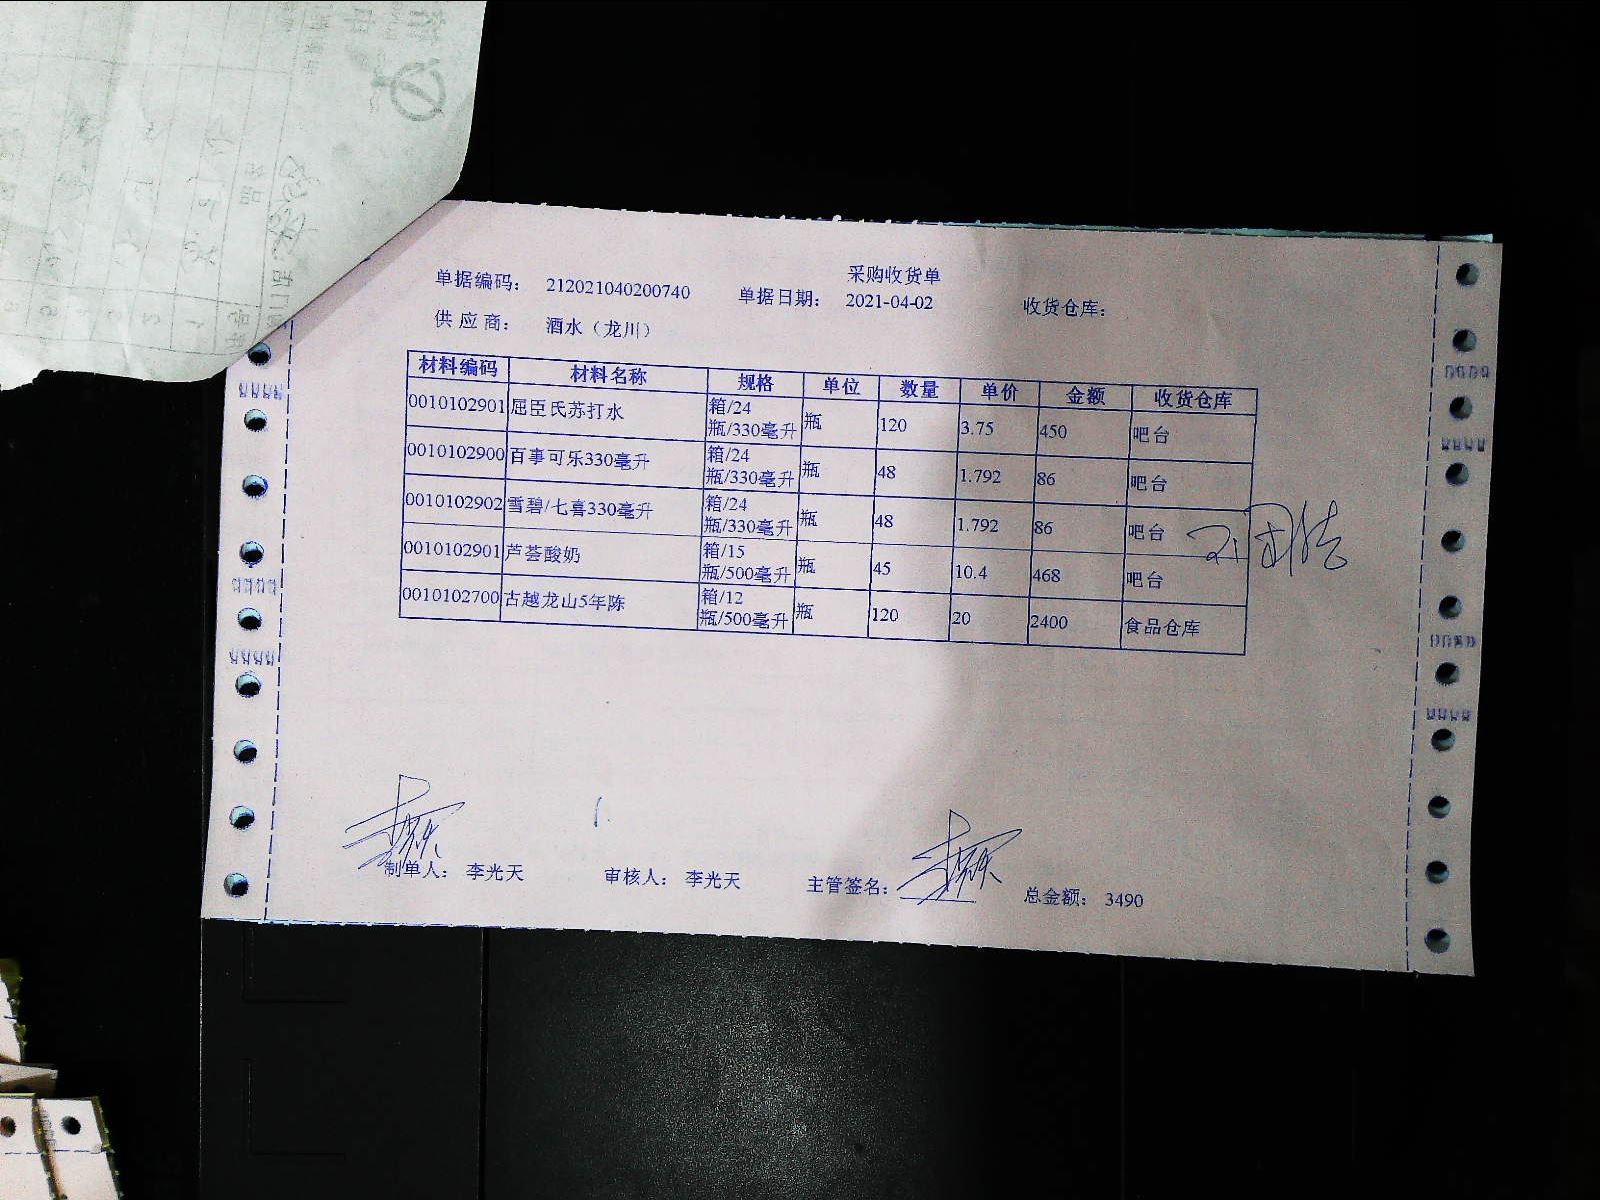 采购收货单
单据编码： 212021040200740 单据日期： 2021-04-02 收货仓库：
供 应 商： 酒水（龙川）
材料编码 材料名称 规格 单位 数量 单价 金额 收货仓库
0010102901 屈臣氏苏打水 箱/24 瓶/330毫升 瓶 120 3.75 450 吧台
0010102900 百事可乐330毫升 箱/24 瓶/330毫升 瓶 48 1.792 86 吧台
0010102902 雪碧/七喜330毫升 箱/24 瓶/330毫升 瓶 48 1.792 86 吧台
0010102901 芦荟酸奶 箱/15 瓶/500毫升 瓶 45 10.4 468 吧台
0010102700 古越龙山5年陈 箱/12 瓶/500毫升 瓶 120 20 2400 食品仓库
制单人： 李光天 审核人： 李光天 主管签名： 总金额： 3490